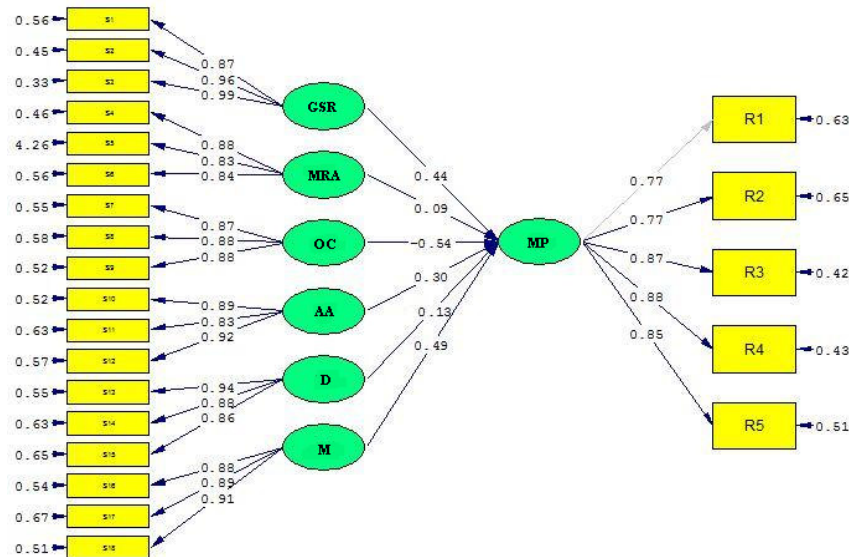 0.56 S1
0.45 S2
0.33 S3
0.46 S4
4.26 S5
0.56 S6
0.55 S7
0.58 S8
0.52 S9
0.52 S10
0.63 S11
0.57 S12
0.55 S13
0.63 S14
0.65 S15
0.54 S16
0.67 S17
0.51 S18
0.87
0.96
0.99
0.88
0.83
0.84
0.87
0.88
0.88
0.89
0.83
0.92
0.94
0.88
0.86
0.88
0.89
0.91
GSR
MRA
OC
AA
D
M
0.44
0.09
-0.54
0.30
0.13
0.49
MP
0.77
0.77
0.87
0.88
0.85
R1 0.63
R2 0.65
R3 0.42
R4 0.43
R5 0.51